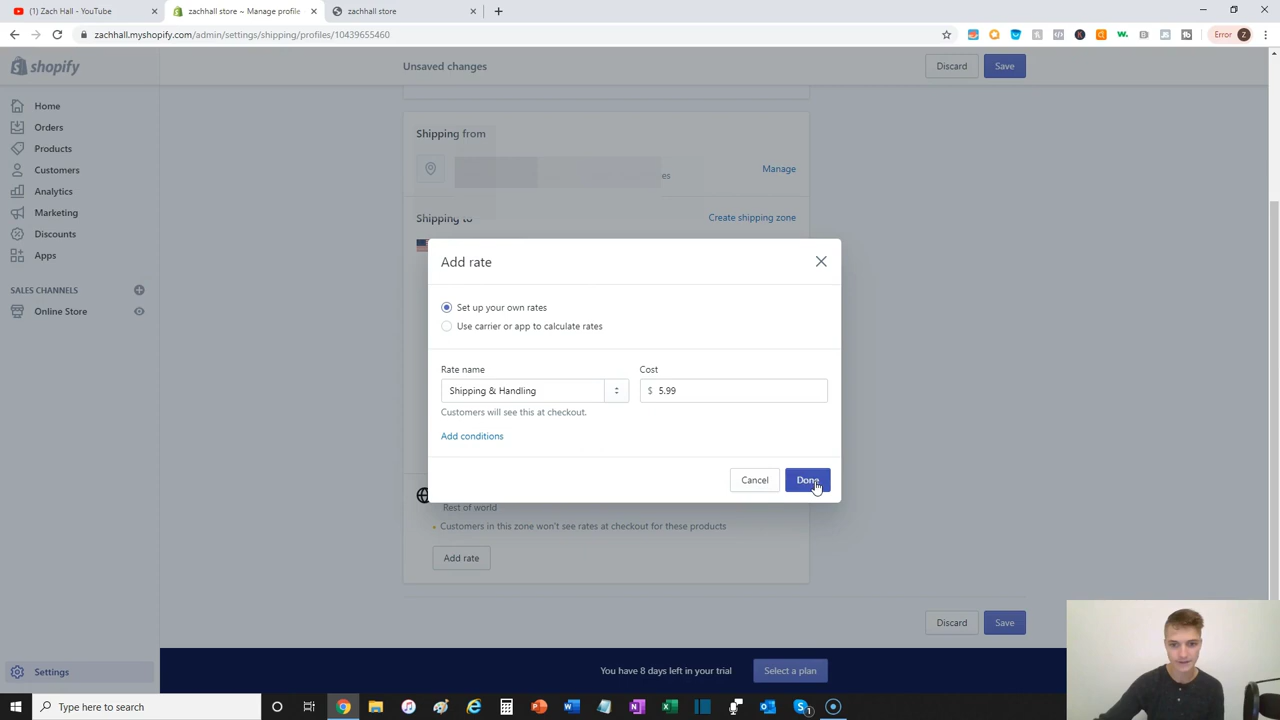 (1) Zach Hall - YouTube
zachhall store ~ Manage profile
zachhall store
zachhall.myshopify.com/admin/settings/shipping/profiles/10439655460
Error
Z
shopify
Unsaved changes
Discard
Save
Home
Orders
Products
Customers
Analytics
Marketing
Discounts
Apps
SALES CHANNELS
Online Store
Settings
Shipping from
Manage
Shipping to
Create shipping zone
Add rate
Set up your own rates
Use carrier or app to calculate rates
Rate name
Cost
Shipping & Handling
$ 5.99
Customers will see this at checkout.
Add conditions
Cancel
Done
Rest of world
Customers in this zone won't see rates at checkout for these products
Add rate
Discard
Save
You have 8 days left in your trial
Select a plan
Type here to search